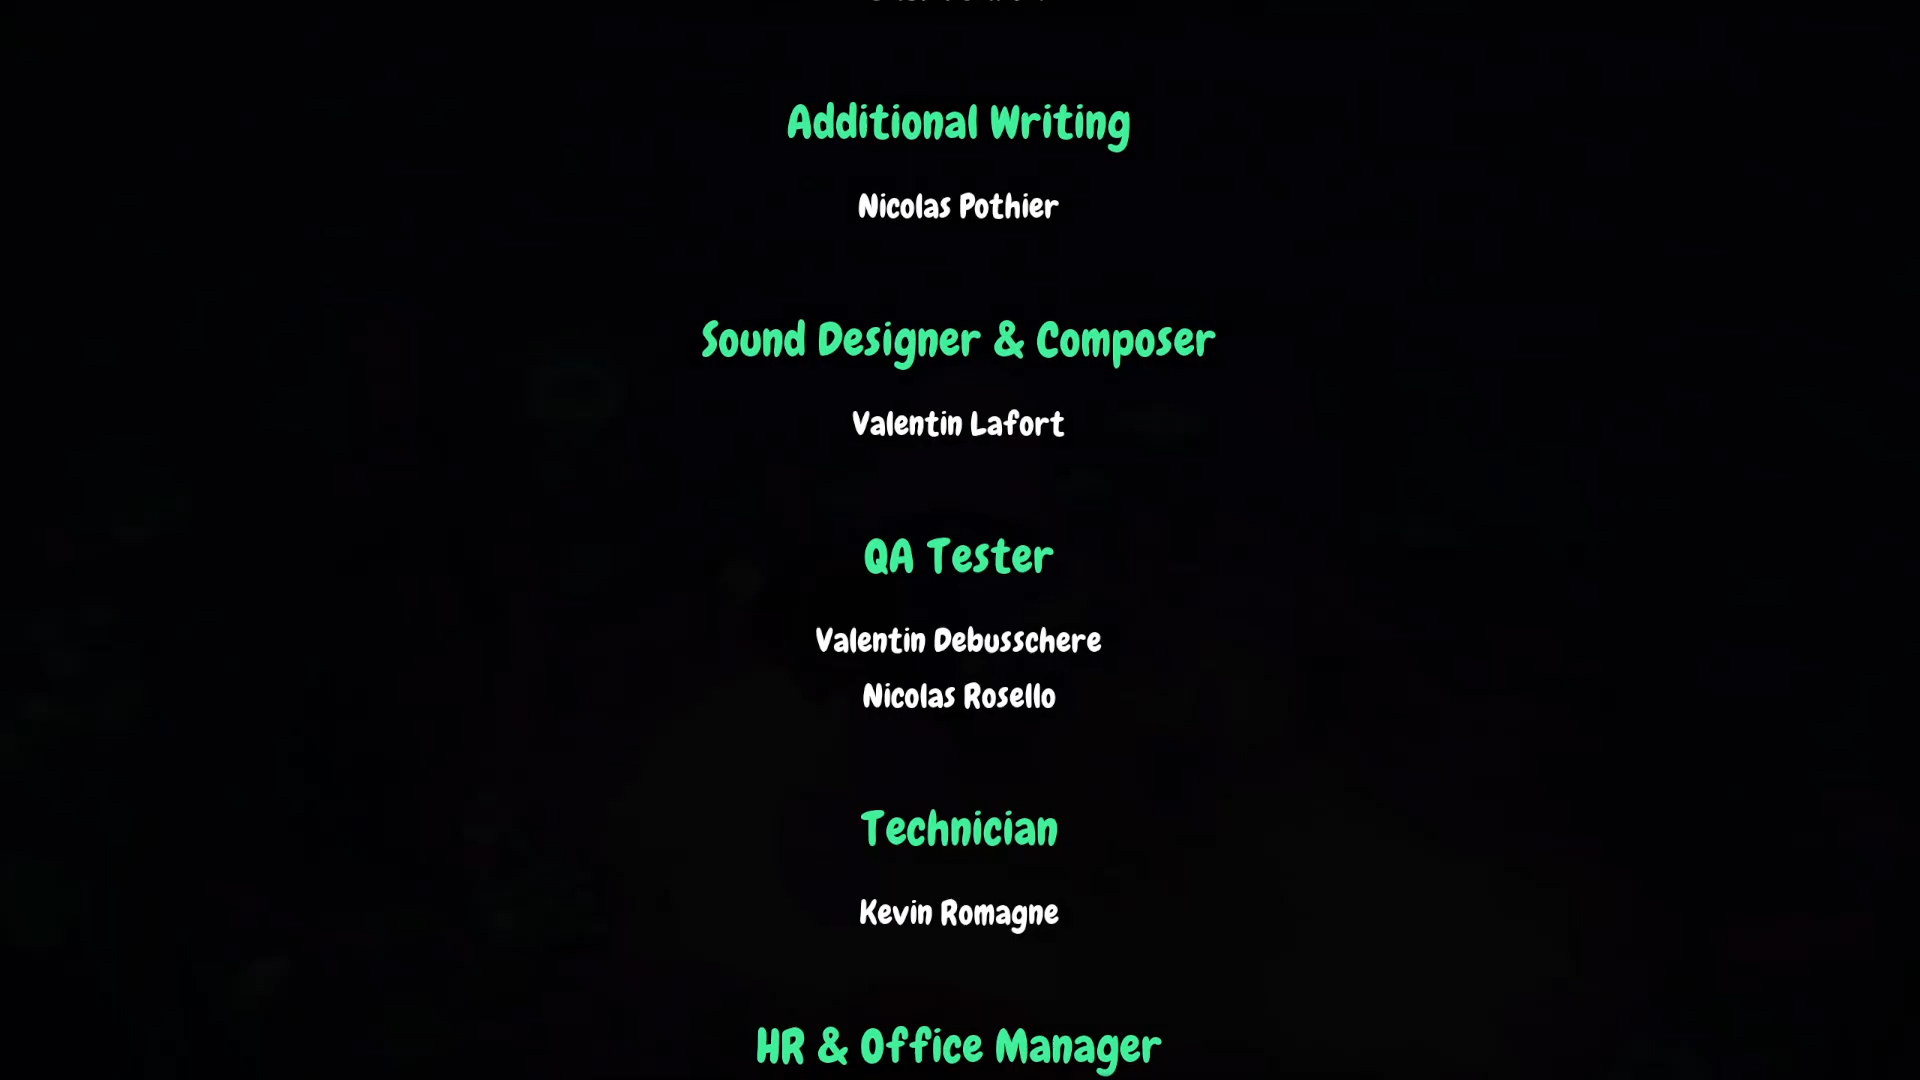 Additional Writing
Nicolas Pothier
Sound Designer & Composer
Valentin Lafort
QA Tester
Valentin Debusschere
Nicolas Rosello
Technician
Kevin Romagne
HR & Office Manager